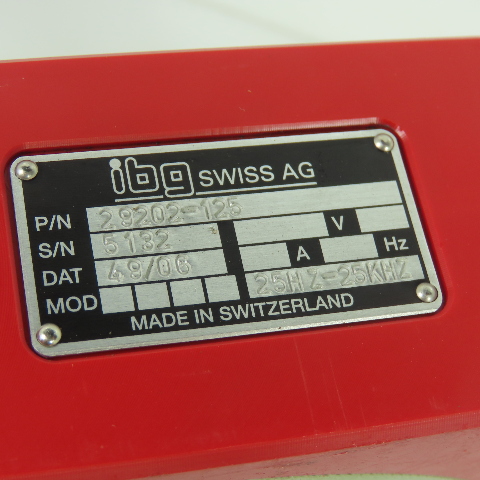 ibg SWISS AG
P/N 29202-125
S/N 5132 V
DAT 49/06 A Hz
MOD 25HZ-25KHZ
MADE IN SWITZERLAND